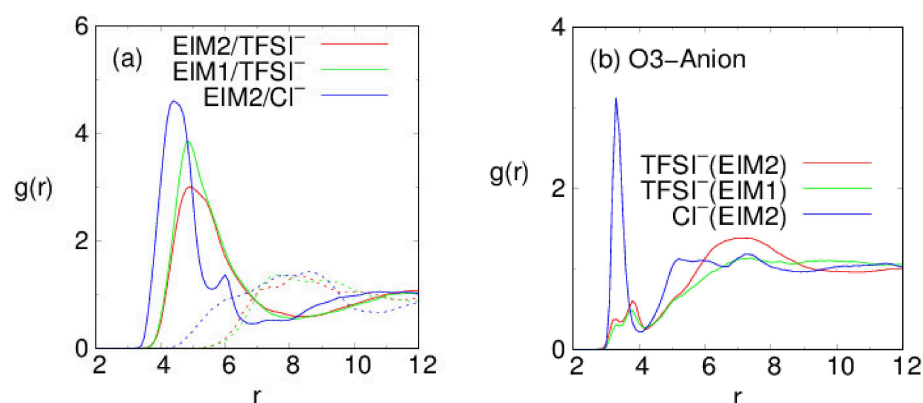 6
4
2
0
g(r)
(a)
EIM2/TFSI⁻
EIM1/TFSI⁻
EIM2/Cl⁻
2 4 6 8 10 12
r
4
2
0
g(r)
(b) O3−Anion
TFSI⁻(EIM2)
TFSI⁻(EIM1)
Cl⁻(EIM2)
2 4 6 8 10 12
r